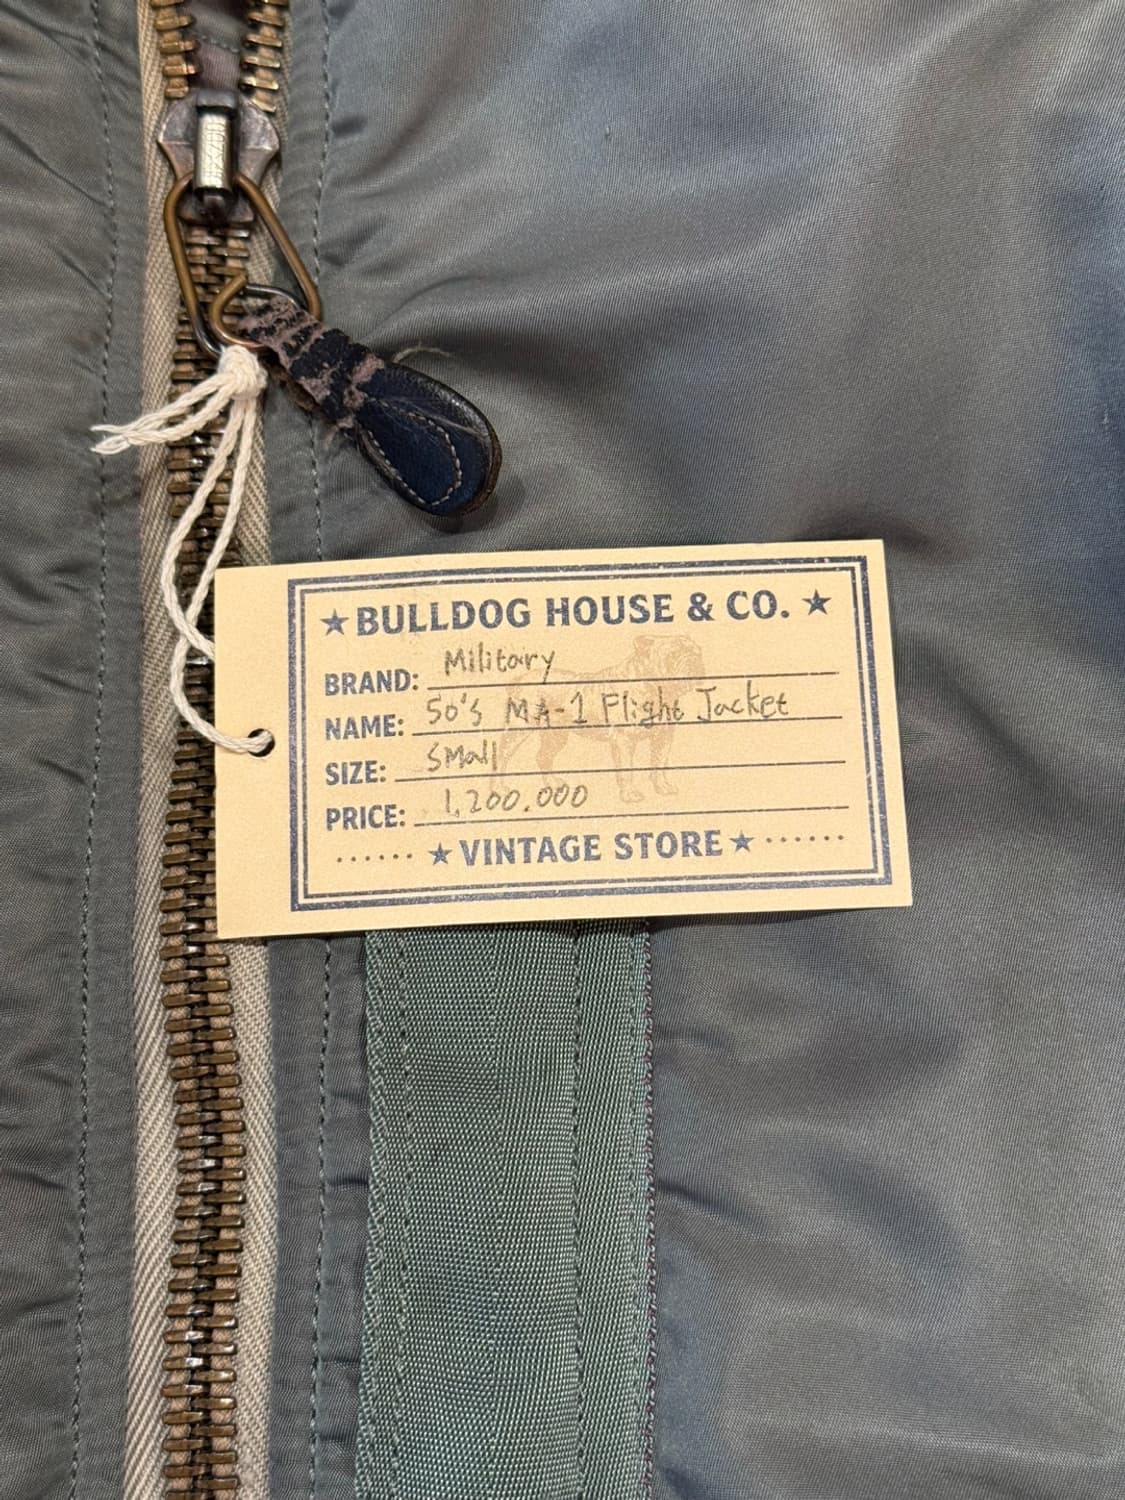 ★BULLDOG HOUSE & CO.★
BRAND: Military
NAME: 50's MA-1 Flight Jacket
SIZE: Small
PRICE: 1,200.000
······★VINTAGE STORE★······